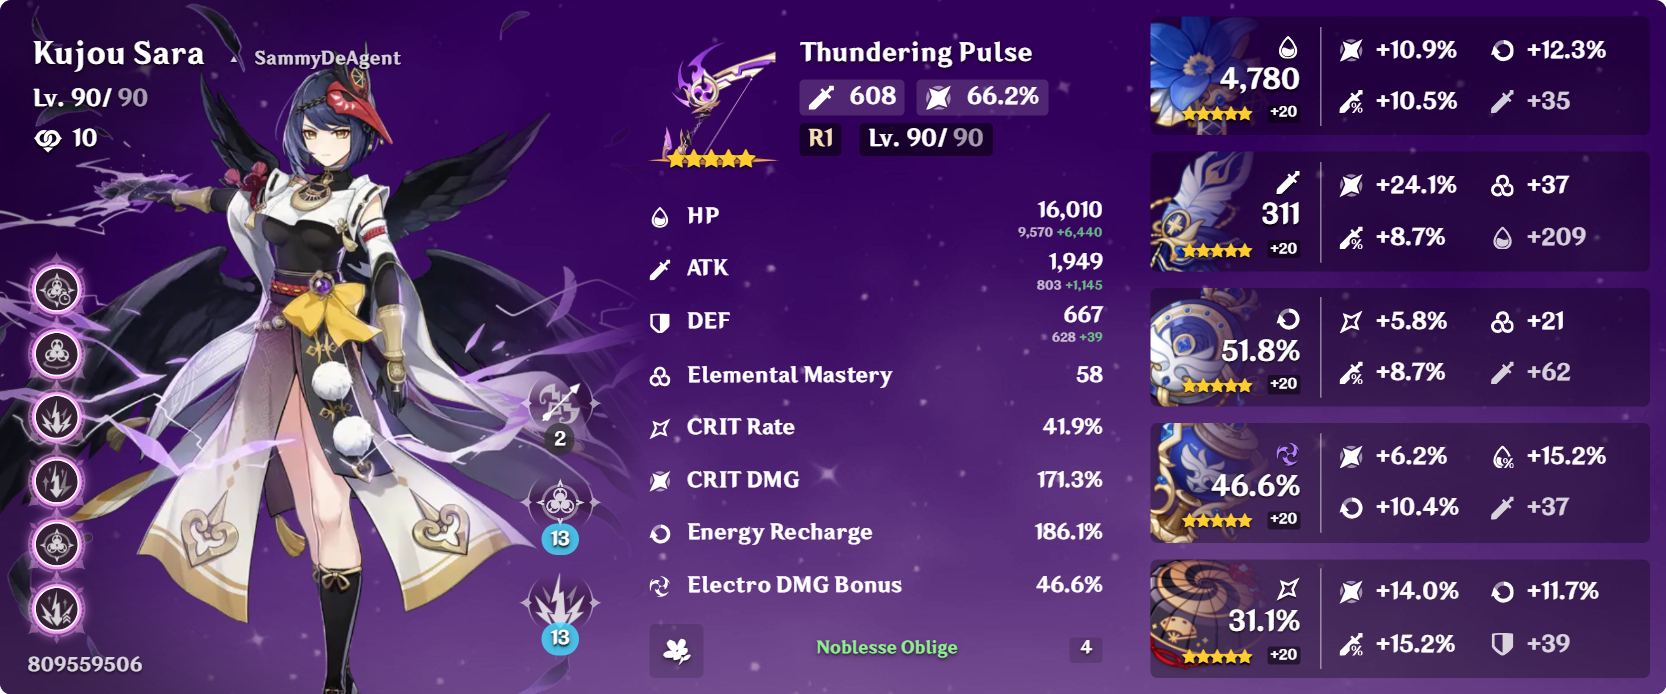 Kujou Sara
SammyDeAgent
Lv. 90/ 90
10
2
13
13
809559506
Thundering Pulse
608 66.2%
R1 Lv. 90/ 90
HP 16,010
9,570 +6,440
ATK 1,949
803 +1,145
DEF 667
628 +39
Elemental Mastery 58
CRIT Rate 41.9%
CRIT DMG 171.3%
Energy Recharge 186.1%
Electro DMG Bonus 46.6%
Noblesse Oblige 4
4,780
+20
+10.9% +12.3%
+10.5% +35
311
+20
+24.1% +37
+8.7% +209
51.8%
+20
+5.8% +21
+8.7% +62
46.6%
+20
+6.2% +15.2%
+10.4% +37
31.1%
+20
+14.0% +11.7%
+15.2% +39